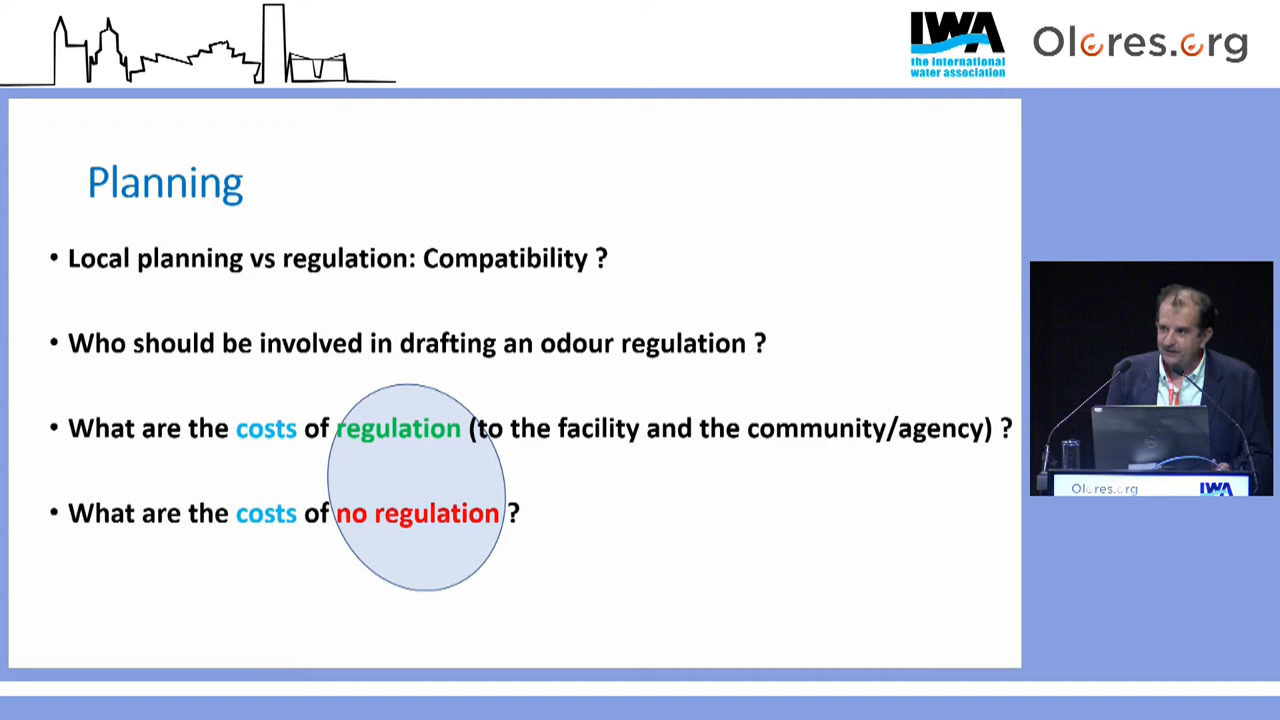 IWA
the international
water association
Olores.org
Planning
• Local planning vs regulation: Compatibility ?
• Who should be involved in drafting an odour regulation ?
• What are the costs of regulation (to the facility and the community/agency) ?
• What are the costs of no regulation ?
Olores.org
IWA